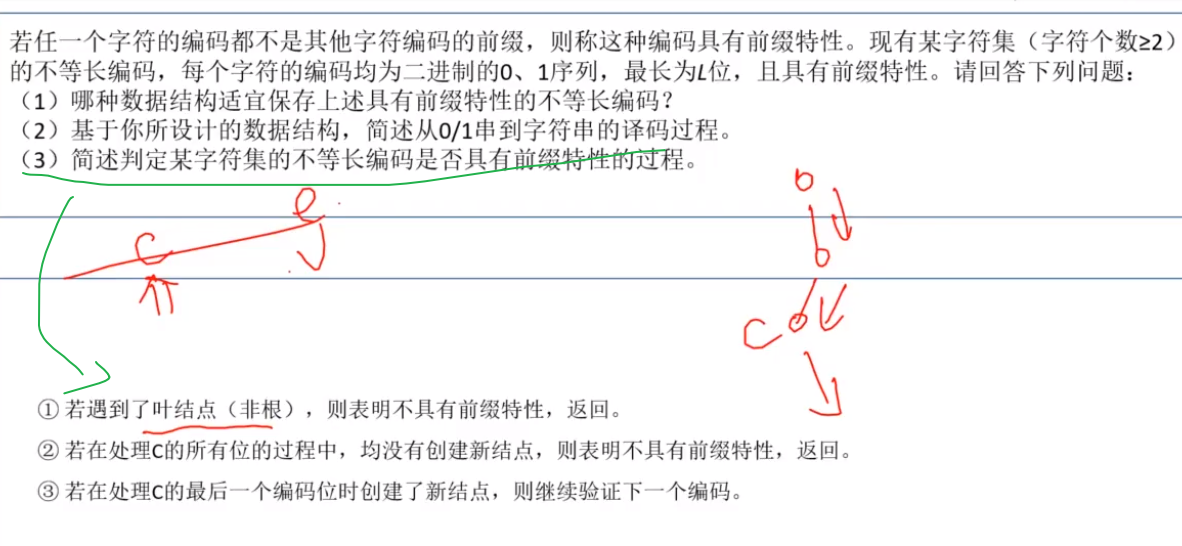 若任一个字符的编码都不是其他字符编码的前缀，则称这种编码具有前缀特性。现有某字符集（字符个数≥2）
的不等长编码，每个字符的编码均为二进制的0、1序列，最长为L位，且具有前缀特性。请回答下列问题：
（1）哪种数据结构适宜保存上述具有前缀特性的不等长编码？
（2）基于你所设计的数据结构，简述从0/1串到字符串的译码过程。
（3）简述判定某字符集的不等长编码是否具有前缀特性的过程。
C
C
① 若遇到了叶结点（非根），则表明不具有前缀特性，返回。
② 若在处理C的所有位的过程中，均没有创建新结点，则表明不具有前缀特性，返回。
③ 若在处理C的最后一个编码位时创建了新结点，则继续验证下一个编码。